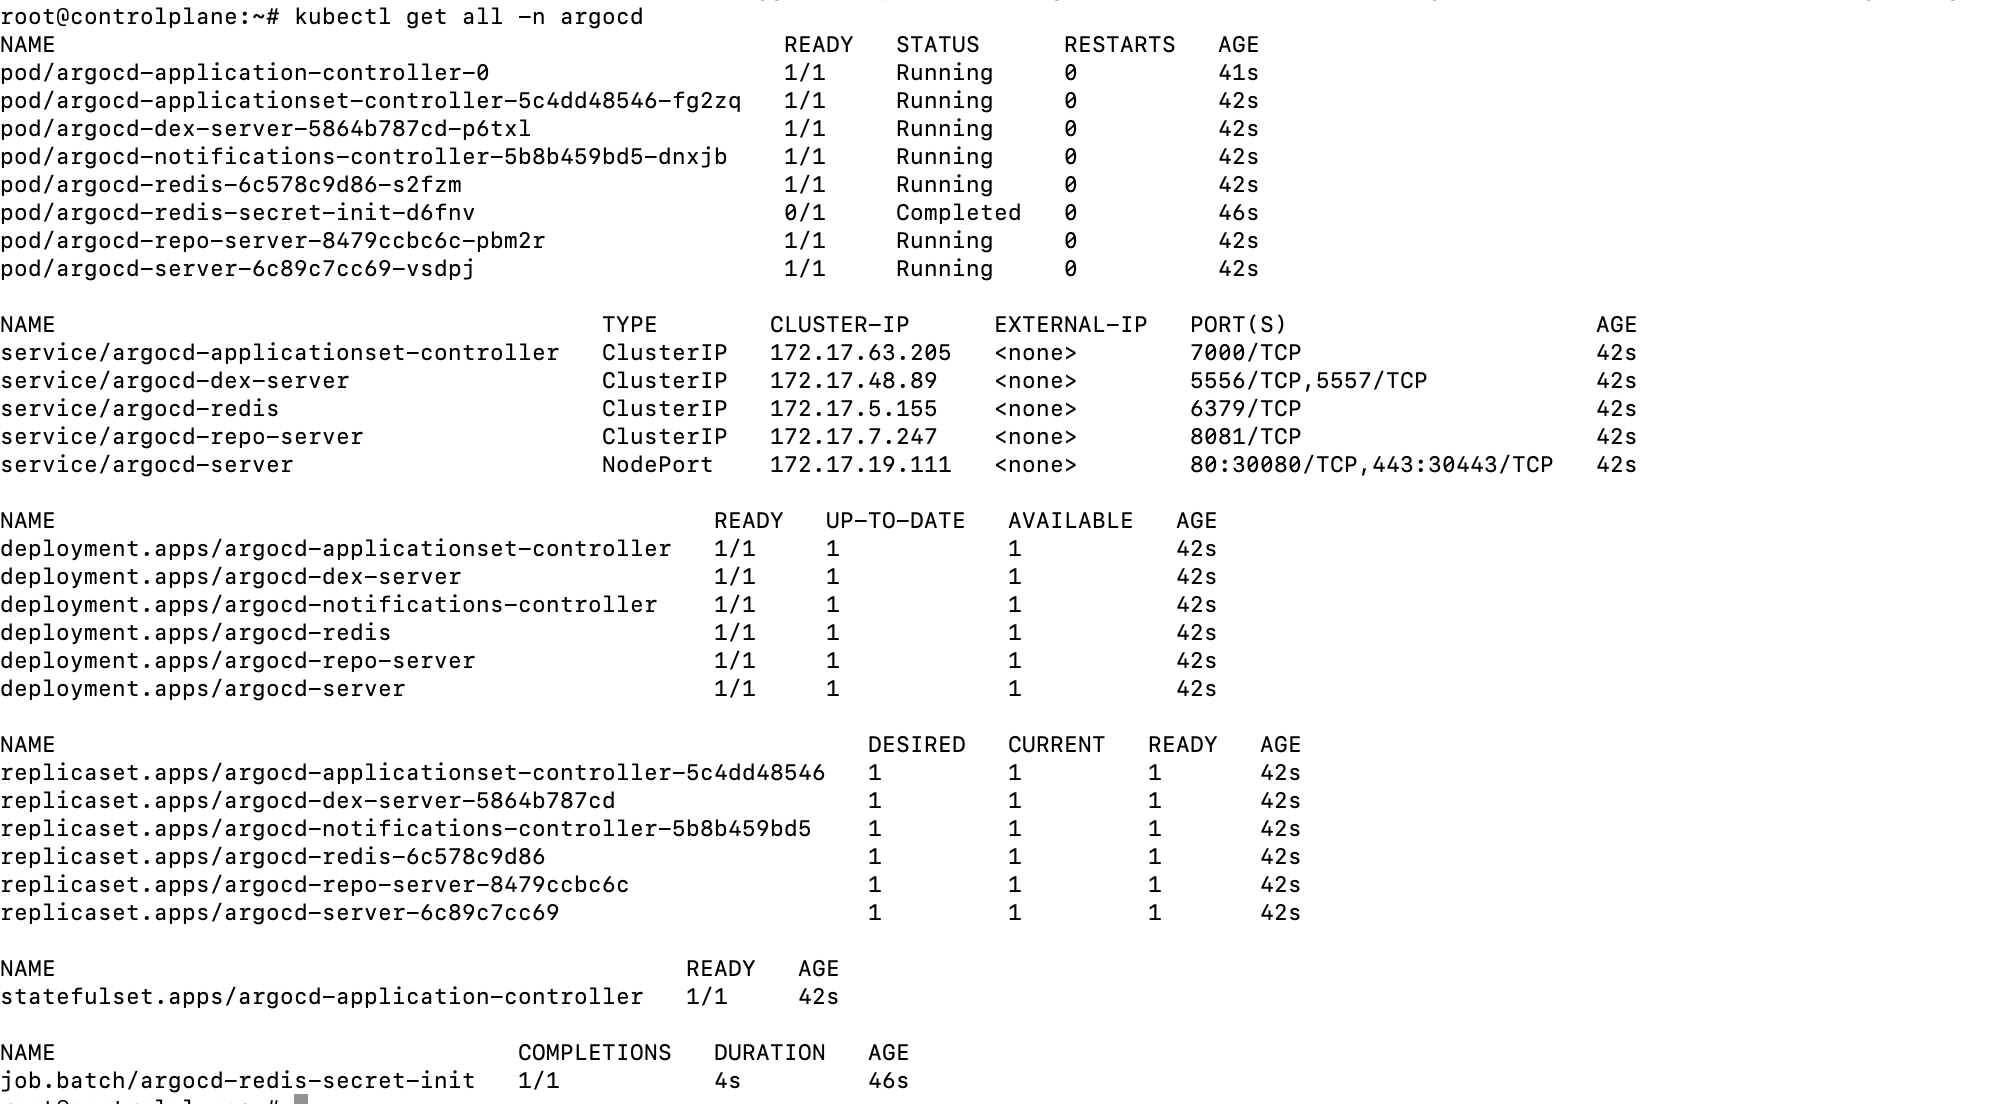 root@controlplane:~# kubectl get all -n argocd
NAME READY STATUS RESTARTS AGE
pod/argocd-application-controller-0 1/1 Running 0 41s
pod/argocd-applicationset-controller-5c4dd48546-fg2zq 1/1 Running 0 42s
pod/argocd-dex-server-5864b787cd-p6txl 1/1 Running 0 42s
pod/argocd-notifications-controller-5b8b459bd5-dnxjb 1/1 Running 0 42s
pod/argocd-redis-6c578c9d86-s2fzm 1/1 Running 0 42s
pod/argocd-redis-secret-init-d6fnv 0/1 Completed 0 46s
pod/argocd-repo-server-8479ccbc6c-pbm2r 1/1 Running 0 42s
pod/argocd-server-6c89c7cc69-vsdpj 1/1 Running 0 42s
NAME TYPE CLUSTER-IP EXTERNAL-IP PORT(S) AGE
service/argocd-applicationset-controller ClusterIP 172.17.63.205 <none> 7000/TCP 42s
service/argocd-dex-server ClusterIP 172.17.48.89 <none> 5556/TCP,5557/TCP 42s
service/argocd-redis ClusterIP 172.17.5.155 <none> 6379/TCP 42s
service/argocd-repo-server ClusterIP 172.17.7.247 <none> 8081/TCP 42s
service/argocd-server NodePort 172.17.19.111 <none> 80:30080/TCP,443:30443/TCP 42s
NAME READY UP-TO-DATE AVAILABLE AGE
deployment.apps/argocd-applicationset-controller 1/1 1 1 42s
deployment.apps/argocd-dex-server 1/1 1 1 42s
deployment.apps/argocd-notifications-controller 1/1 1 1 42s
deployment.apps/argocd-redis 1/1 1 1 42s
deployment.apps/argocd-repo-server 1/1 1 1 42s
deployment.apps/argocd-server 1/1 1 1 42s
NAME DESIRED CURRENT READY AGE
replicaset.apps/argocd-applicationset-controller-5c4dd48546 1 1 1 42s
replicaset.apps/argocd-dex-server-5864b787cd 1 1 1 42s
replicaset.apps/argocd-notifications-controller-5b8b459bd5 1 1 1 42s
replicaset.apps/argocd-redis-6c578c9d86 1 1 1 42s
replicaset.apps/argocd-repo-server-8479ccbc6c 1 1 1 42s
replicaset.apps/argocd-server-6c89c7cc69 1 1 1 42s
NAME READY AGE
statefulset.apps/argocd-application-controller 1/1 42s
NAME COMPLETIONS DURATION AGE
job.batch/argocd-redis-secret-init 1/1 4s 46s